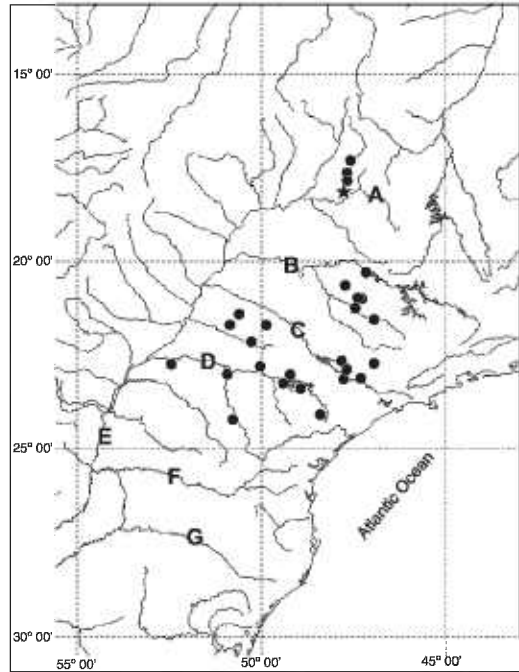 15° 00'
A
20° 00'
B
C
D
E
25° 00'
F
Atlantic Ocean
G
30° 00'
55° 00'
50° 00'
45° 00'